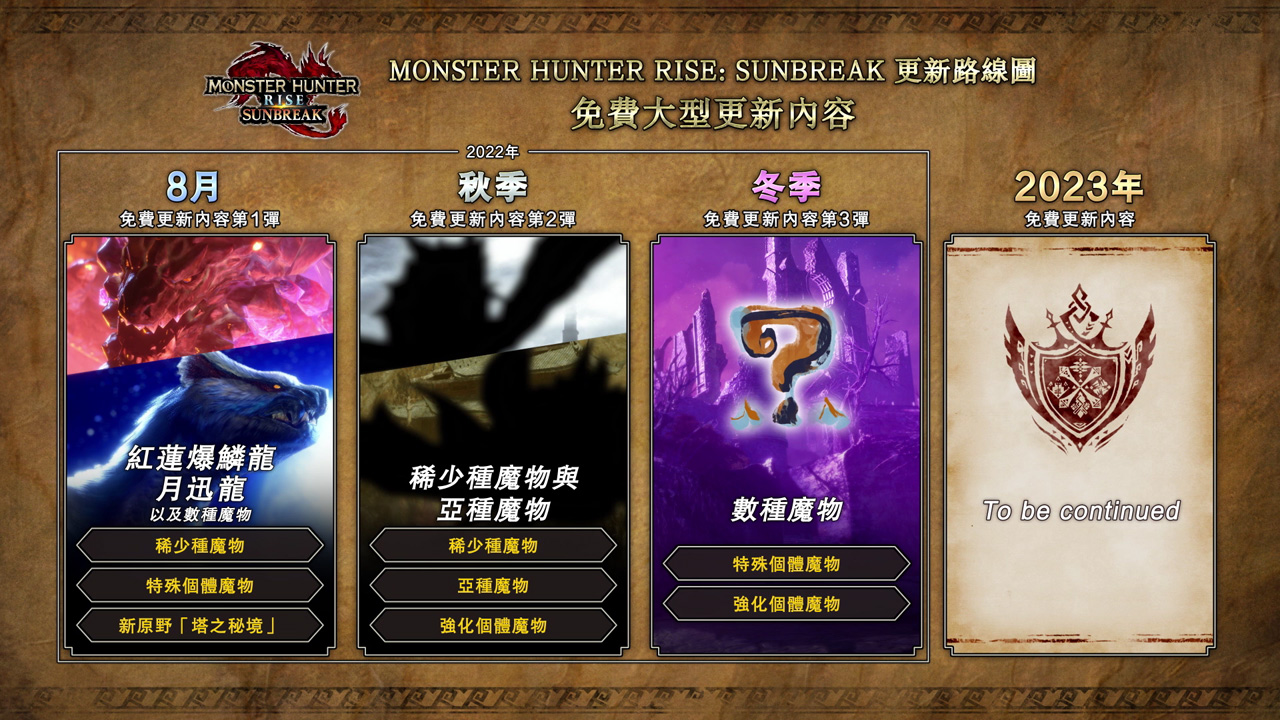 MONSTER HUNTER
RISE
SUNBREAK
MONSTER HUNTER RISE: SUNBREAK 更新路線圖
免費大型更新內容
2022年
8月
免費更新內容第1彈
紅蓮爆鱗龍
月迅龍
以及數種魔物
稀少種魔物
特殊個體魔物
新原野「塔之秘境」
秋季
免費更新內容第2彈
稀少種魔物與
亞種魔物
稀少種魔物
亞種魔物
強化個體魔物
冬季
免費更新內容第3彈
?
數種魔物
特殊個體魔物
強化個體魔物
2023年
免費更新內容
To be continued